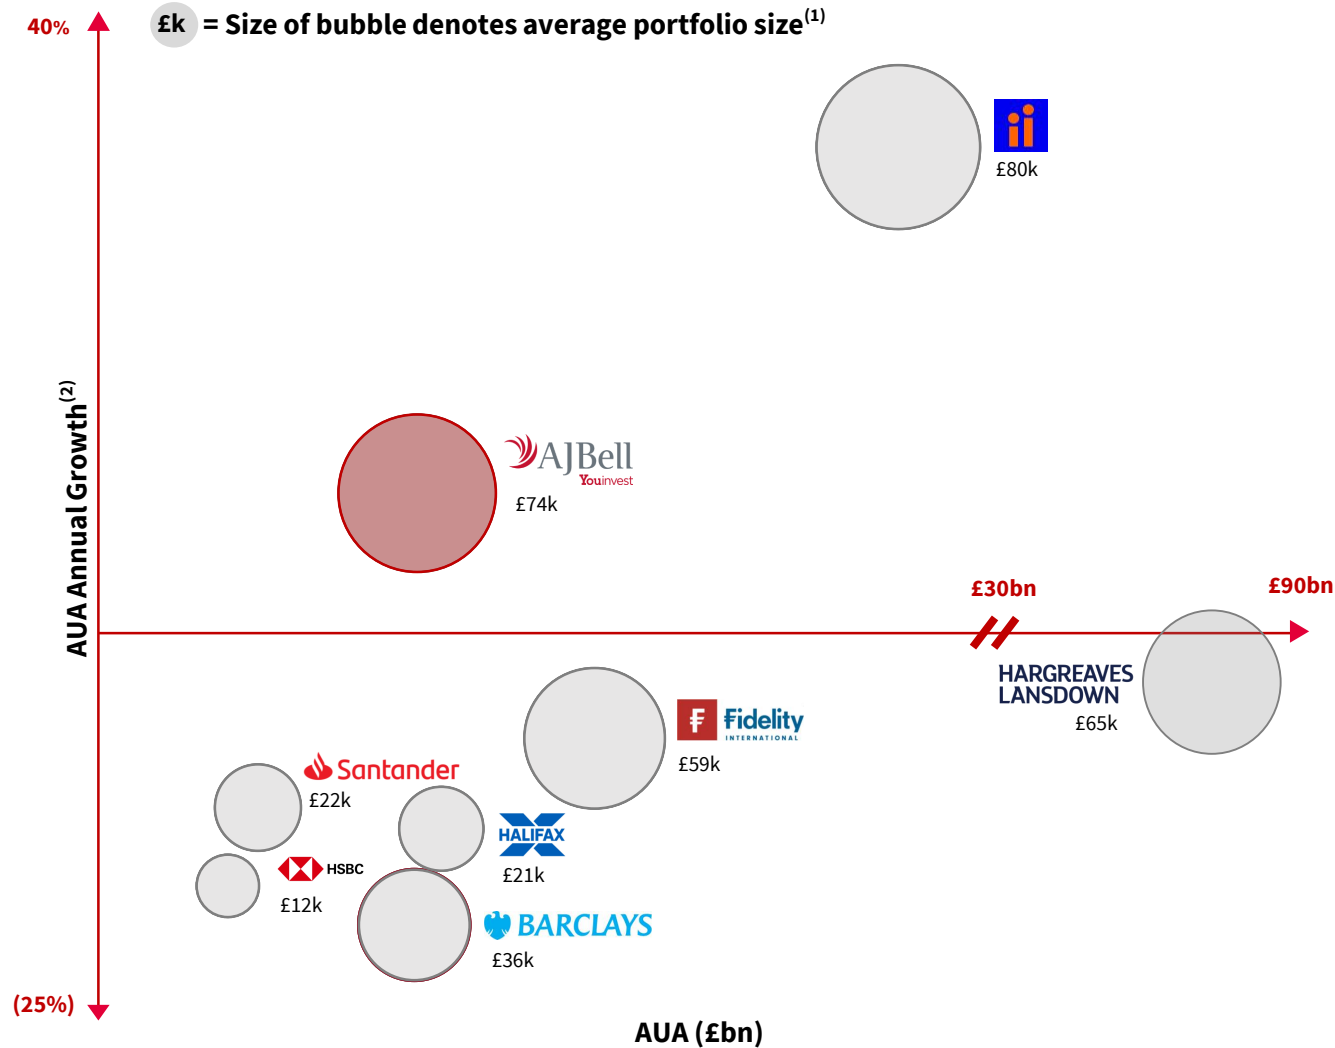 40%
£k = Size of bubble denotes average portfolio size(1)
ii
£80k
AUA Annual Growth(2)
AJBell
Youinvest
£74k
£30bn
£90bn
HARGREAVES
LANSDOWN
£65k
Fidelity
INTERNATIONAL
£59k
Santander
£22k
HALIFAX
£21k
HSBC
£12k
BARCLAYS
£36k
(25%)
AUA (£bn)